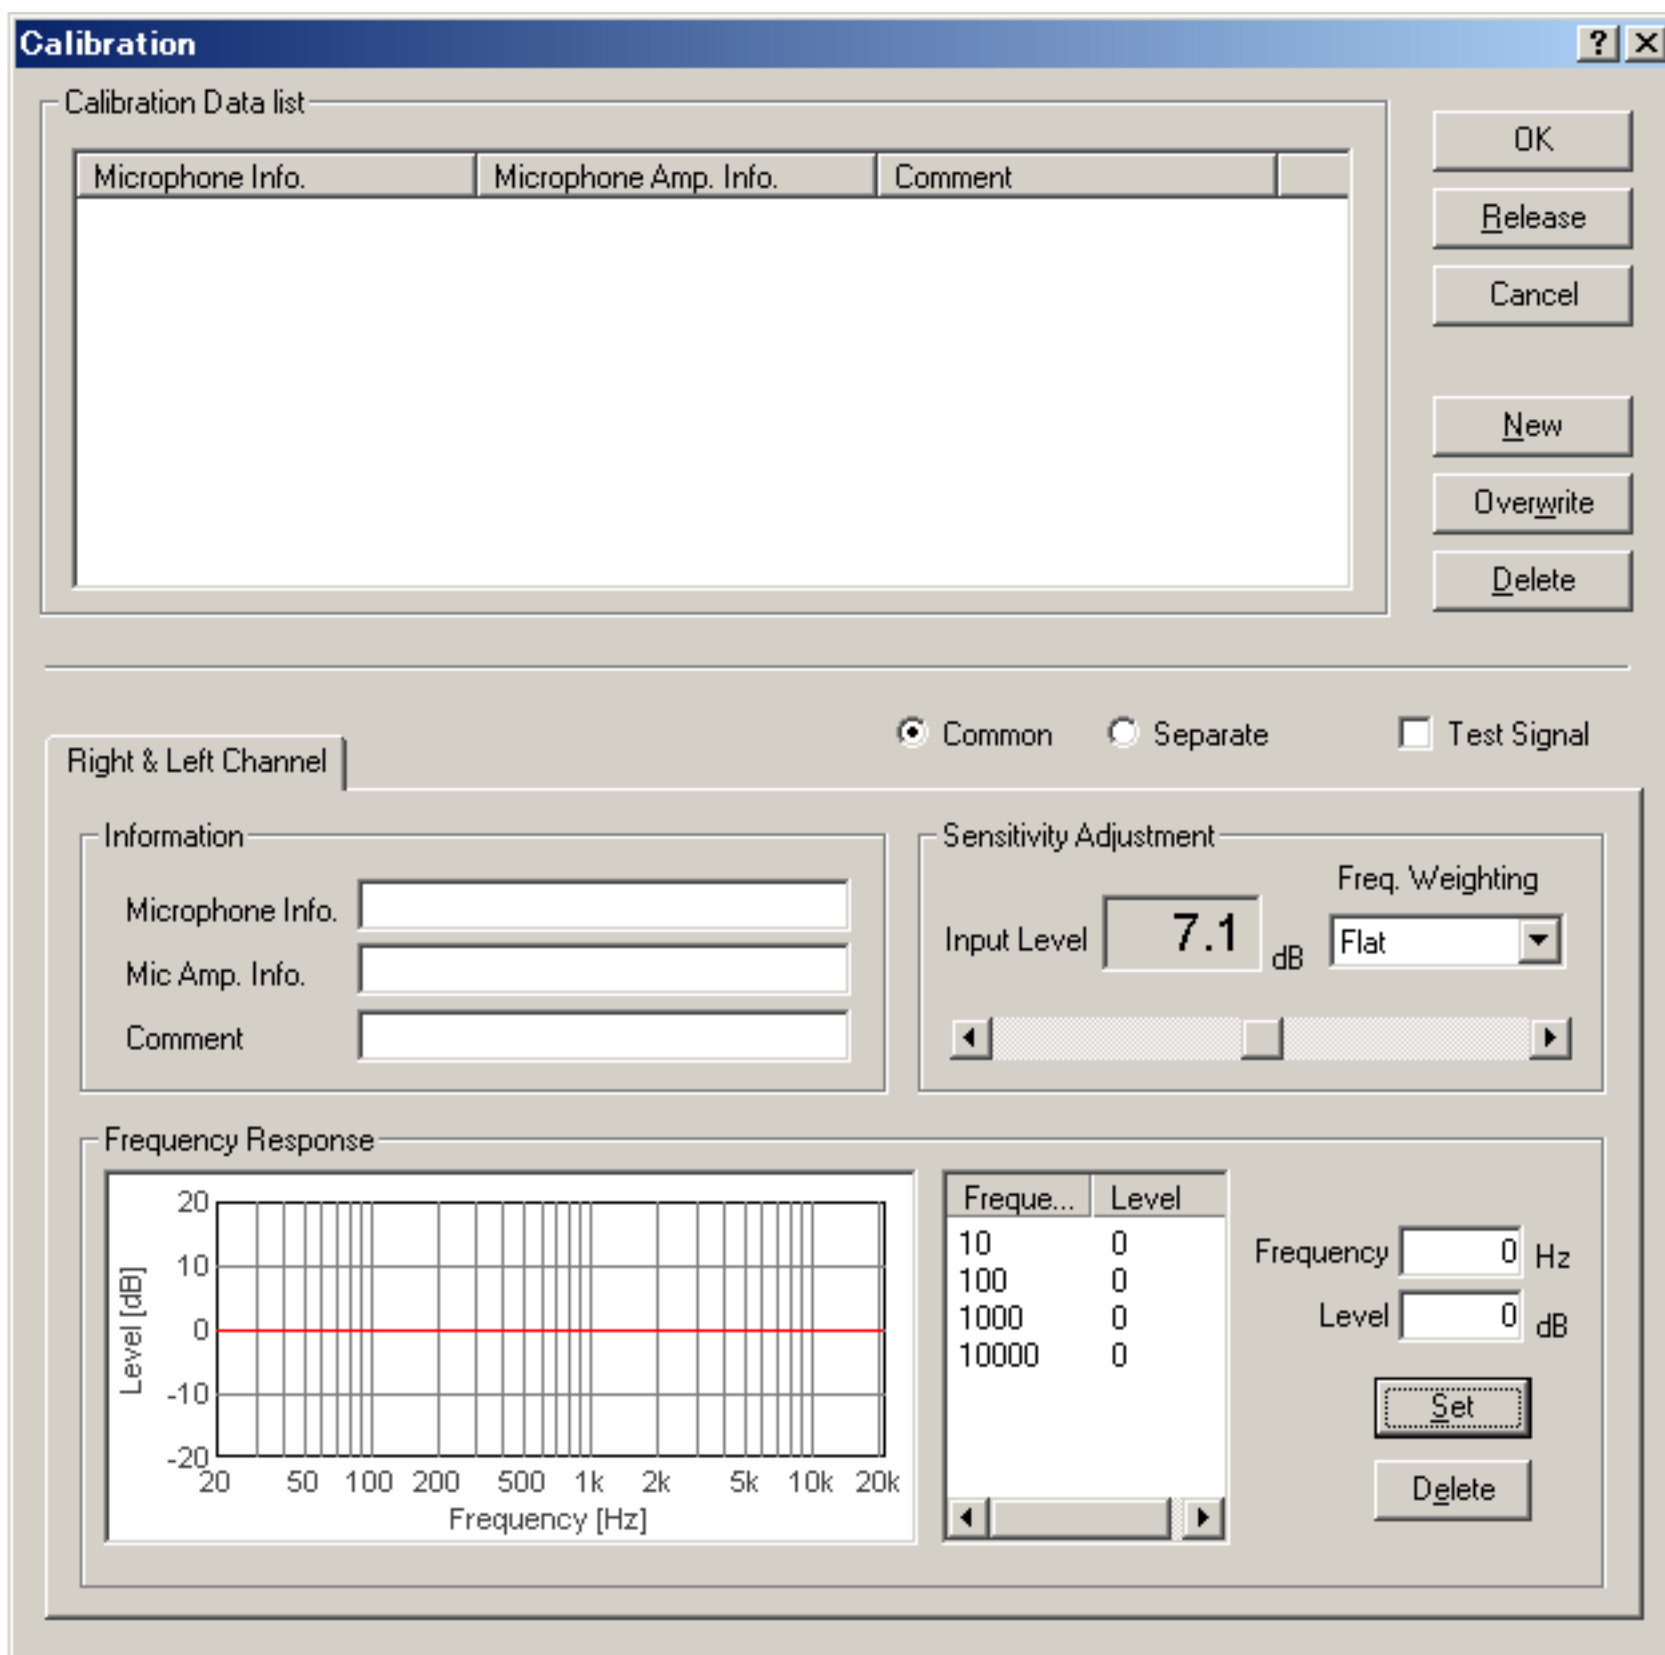 Calibration
Calibration Data list
Microphone Info. Microphone Amp. Info. Comment
OK
Release
Cancel
New
Overwrite
Delete
Common Separate Test Signal
Right & Left Channel
Information
Microphone Info.
Mic Amp. Info.
Comment
Sensitivity Adjustment
Freq. Weighting
Input Level 7.1 dB Flat
Frequency Response
20
10
0
-10
-20
Level [dB]
20 50 100 200 500 1k 2k 5k 10k 20k
Frequency [Hz]
Freque... Level
10 0
100 0
1000 0
10000 0
Frequency 0 Hz
Level 0 dB
Set
Delete